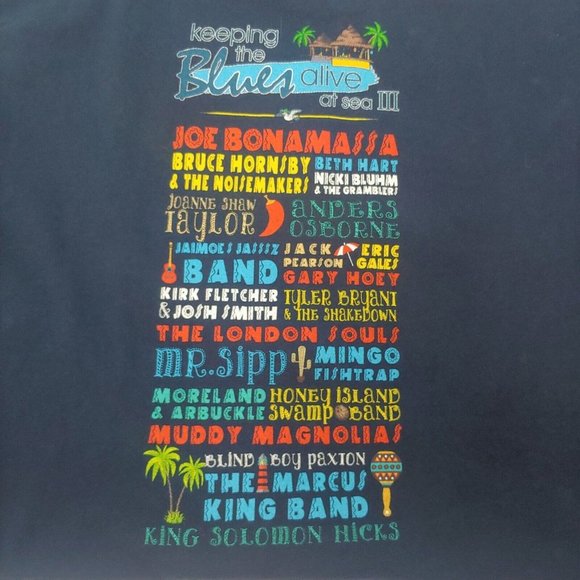 keeping
the
Blues alive
at sea III
JOE BONAMASSA
BRUCE HORNSBY
& THE NOISEMAKERS
BETH HART
NICKI BLUHM
& THE GRAMBLERS
JOANNE SHAW
TAYLOR
ANDERS
OSBORNE
JAIMOES JASSSZ
BAND
JACK
PEARSON
ERIC
GALES
GARY HOEY
KIRK FLETCHER
& JOSH SMITH
TYLER BRYANT
& THE SHAKEDOWN
THE LONDON SOULS
MR.SIPP
MINGO
FISHTRAP
MORELAND
& ARBUCKLE
HONEY ISLAND
SWAMP BAND
MUDDY MAGNOLIAS
BLIND BOY PAXTON
THE MARCUS
KING BAND
KING SOLOMON HICKS